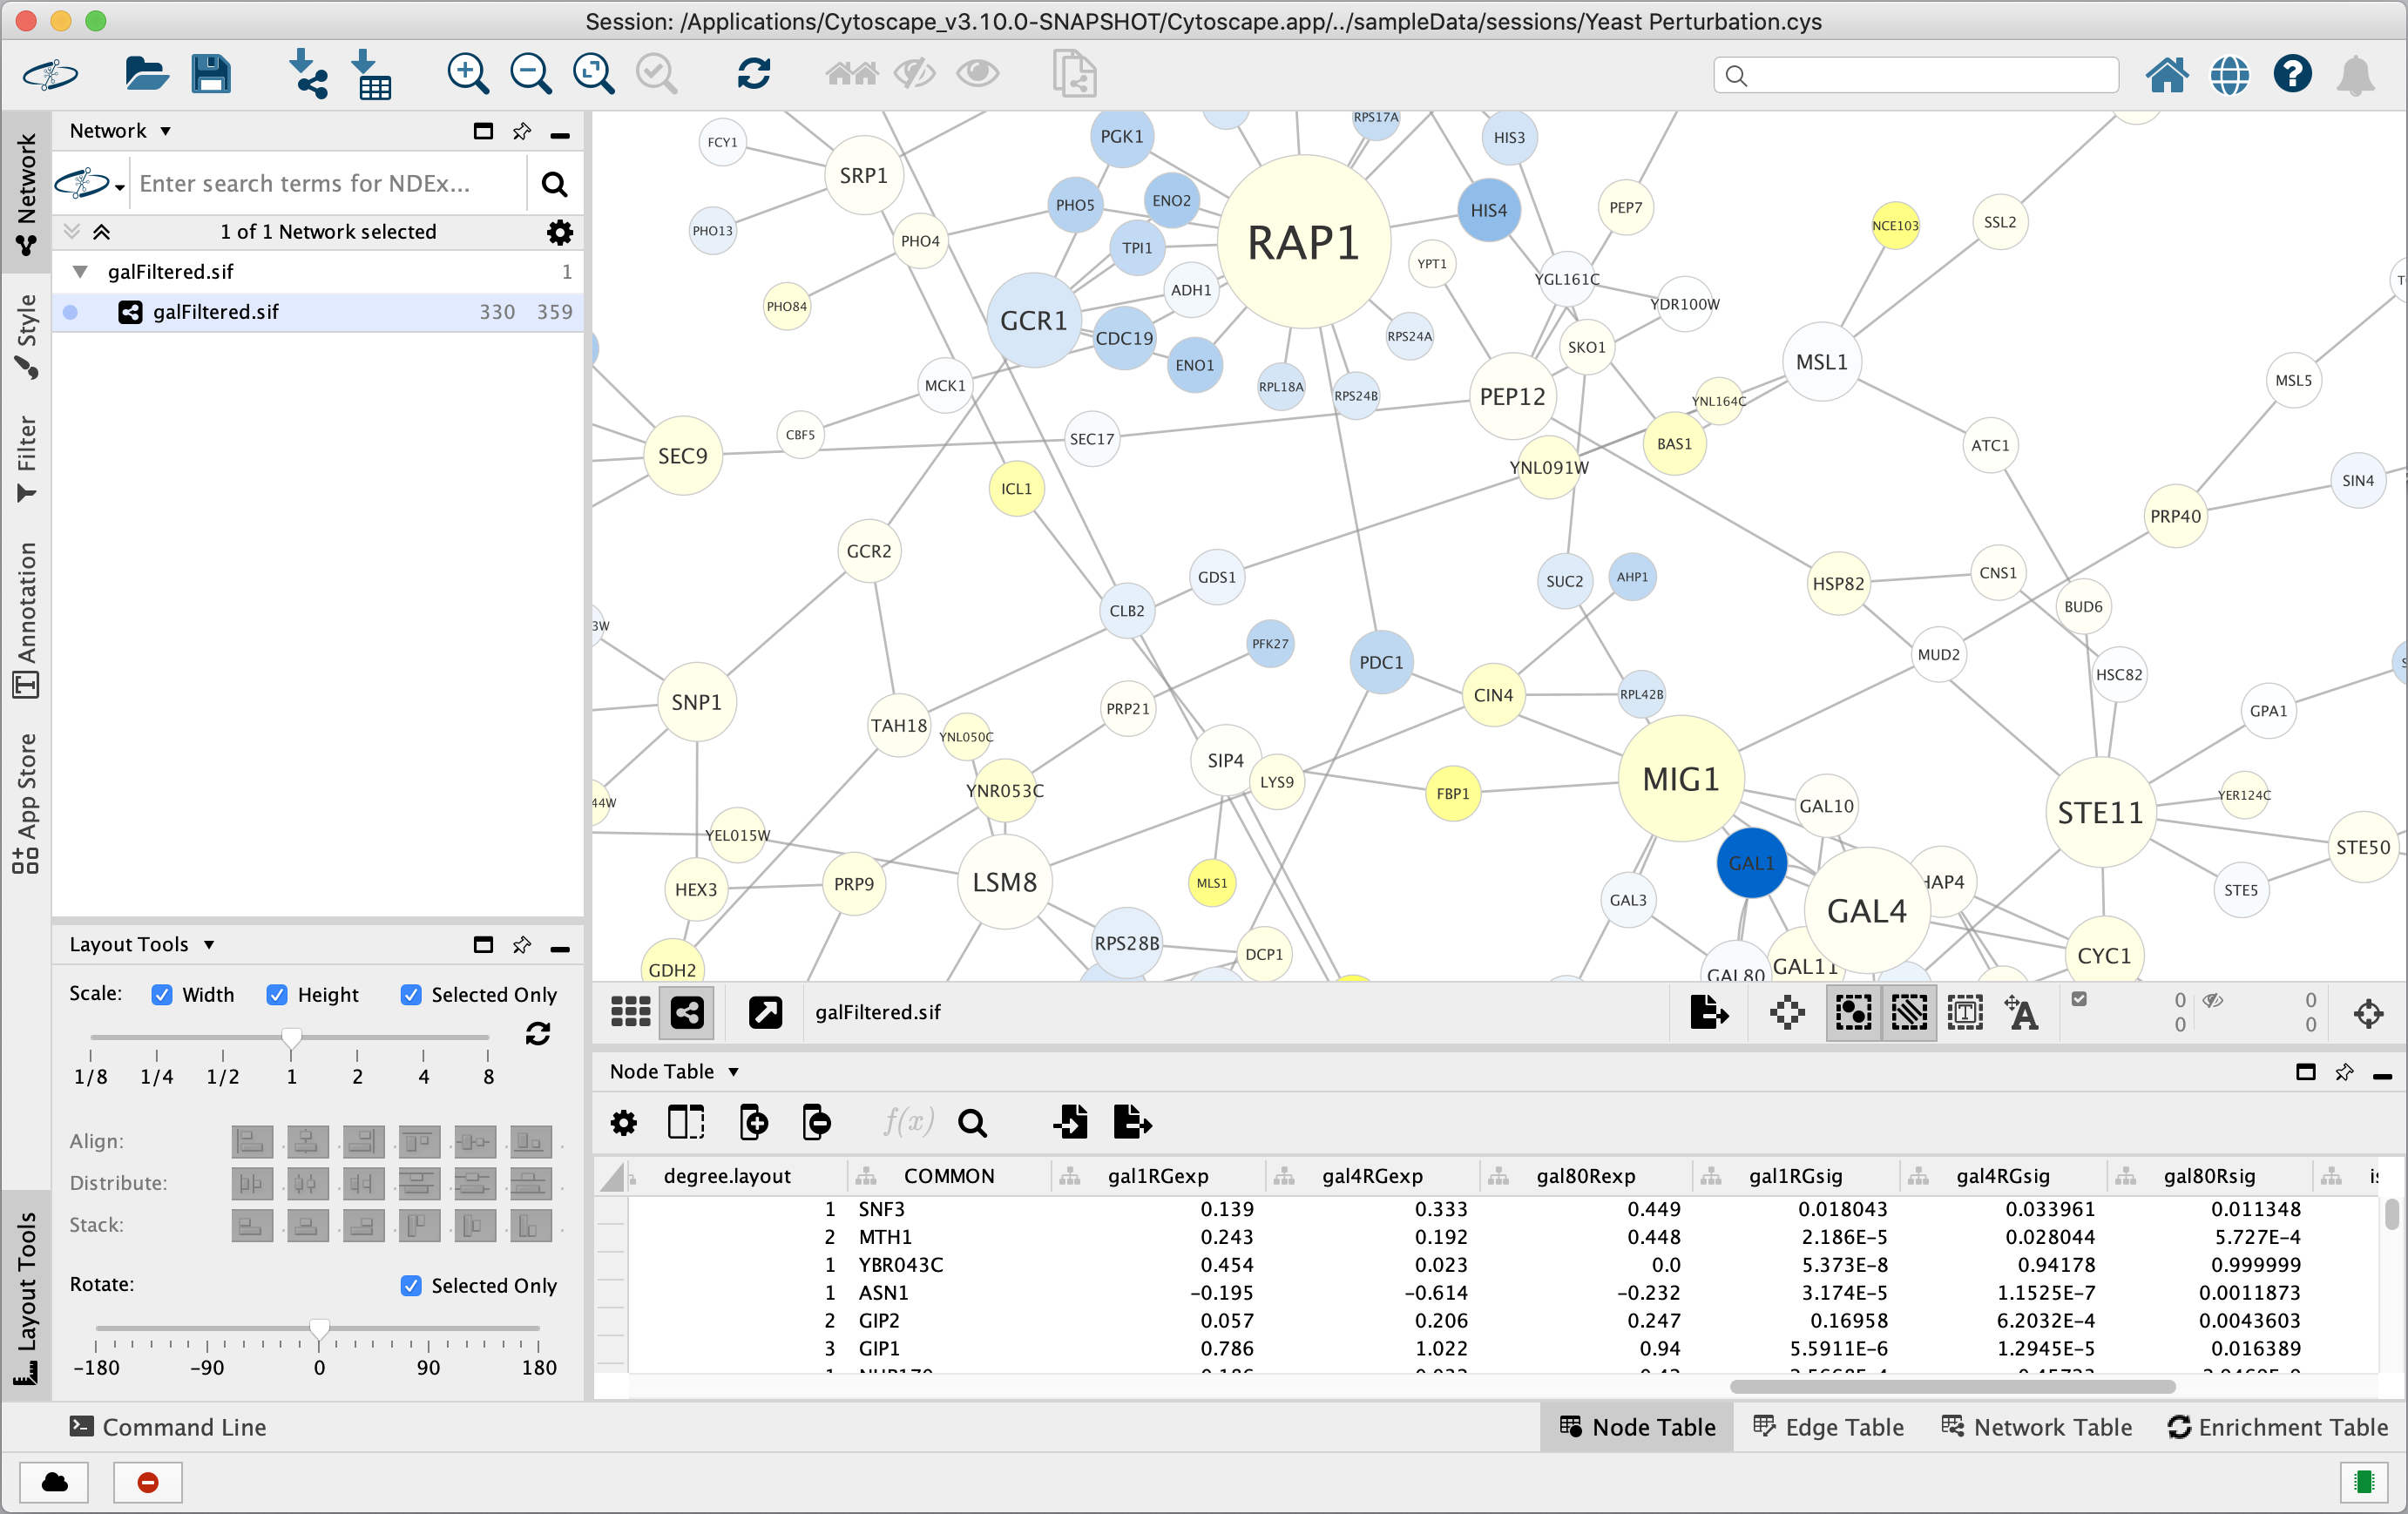 Session: /Applications/Cytoscape_v3.10.0-SNAPSHOT/Cytoscape.app/../sampleData/sessions/Yeast Perturbation.cys
Network
Enter search terms for NDEx...
1 of 1 Network selected
galFiltered.sif 1
galFiltered.sif 330 359
Network
Style
Filter
Annotation
App Store
Layout Tools
FCY1
SRP1
PGK1
RPS17A
HIS3
PHO13
PHO4
PHO5
ENO2
TPI1
RAP1
HIS4
PEP7
NCE103
SSL2
PHO84
GCR1
ADH1
YPT1
YGL161C
YDR100W
CDC19
ENO1
RPS24A
SKO1
MSL1
MSL5
MCK1
RPL18A
RPS24B
PEP12
YNL164C
SEC9
CBF5
SEC17
BAS1
ATC1
YNL091W
SIN4
ICL1
PRP40
GCR2
GDS1
SUC2
AHP1
HSP82
CNS1
CLB2
BUD6
3W
PFK27
PDC1
MUD2
HSC82
SNP1
PRP21
CIN4
RPL42B
GPA1
TAH18
YNL050C
SIP4
LYS9
MIG1
YNR053C
FBP1
GAL10
STE11
YER124C
44W
YEL015W
GAL1
STE50
HEX3
PRP9
LSM8
MLS1
GAL3
GAL4
HAP4
STE5
RPS28B
DCP1
GDH2
GAL80
GAL11
CYC1
Layout Tools
Scale: Width Height Selected Only
1/8 1/4 1/2 1 2 4 8
Align:
Distribute:
Stack:
Rotate: Selected Only
-180 -90 0 90 180
galFiltered.sif
0 0
0 0
Node Table
f(x)
degree.layout COMMON gal1RGexp gal4RGexp gal80Rexp gal1RGsig gal4RGsig gal80Rsig is
1 SNF3 0.139 0.333 0.449 0.018043 0.033961 0.011348
2 MTH1 0.243 0.192 0.448 2.186E-5 0.028044 5.727E-4
1 YBR043C 0.454 0.023 0.0 5.373E-8 0.94178 0.999999
1 ASN1 -0.195 -0.614 -0.232 3.174E-5 1.1525E-7 0.0011873
2 GIP2 0.057 0.206 0.247 0.16958 6.2032E-4 0.0043603
3 GIP1 0.786 1.022 0.94 5.5911E-6 1.2945E-5 0.016389
Command Line
Node Table Edge Table Network Table Enrichment Table